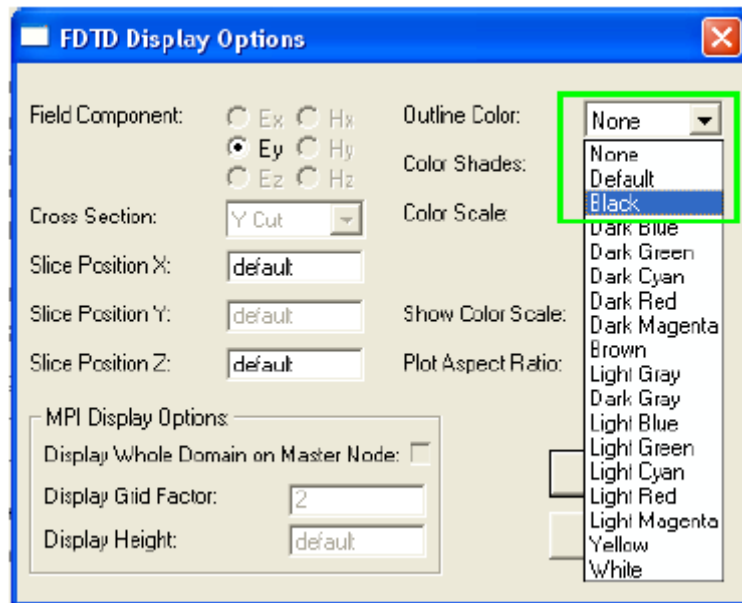 FDTD Display Options
Field Component:
Ex Hx
Ey Hy
Ez Hz
Cross Section:
Y Cut
Slice Position X:
default
Slice Position Y:
default
Slice Position Z:
default
MPI Display Options:
Display Whole Domain on Master Node:
Display Grid Factor:
2
Display Height:
default
Outline Color:
None
Color Shades:
Color Scale:
Show Color Scale:
Plot Aspect Ratio:
None
Default
Black
Dark Blue
Dark Green
Dark Cyan
Dark Red
Dark Magenta
Brown
Light Gray
Dark Gray
Light Blue
Light Green
Light Cyan
Light Red
Light Magenta
Yellow
White